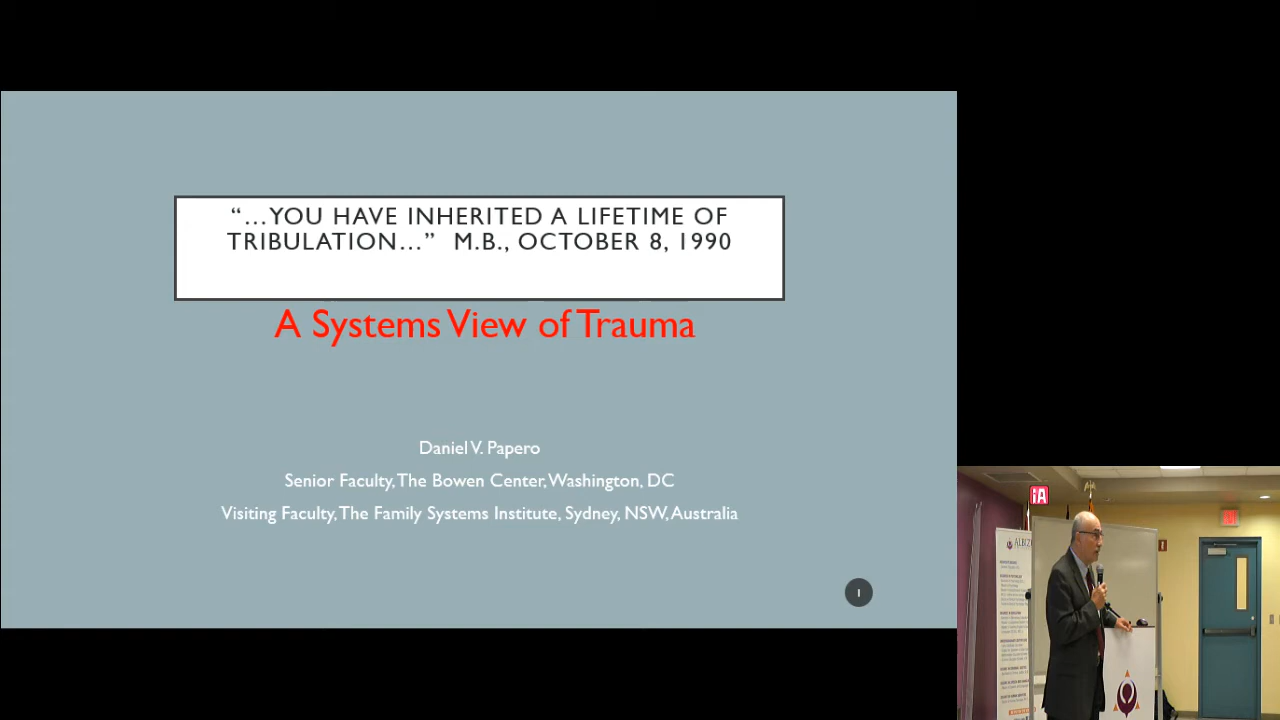 “...YOU HAVE INHERITED A LIFETIME OF
TRIBULATION...” M.B., OCTOBER 8, 1990
A Systems View of Trauma
Daniel V. Papero
Senior Faculty, The Bowen Center, Washington, DC
Visiting Faculty, The Family Systems Institute, Sydney, NSW, Australia
1
iA